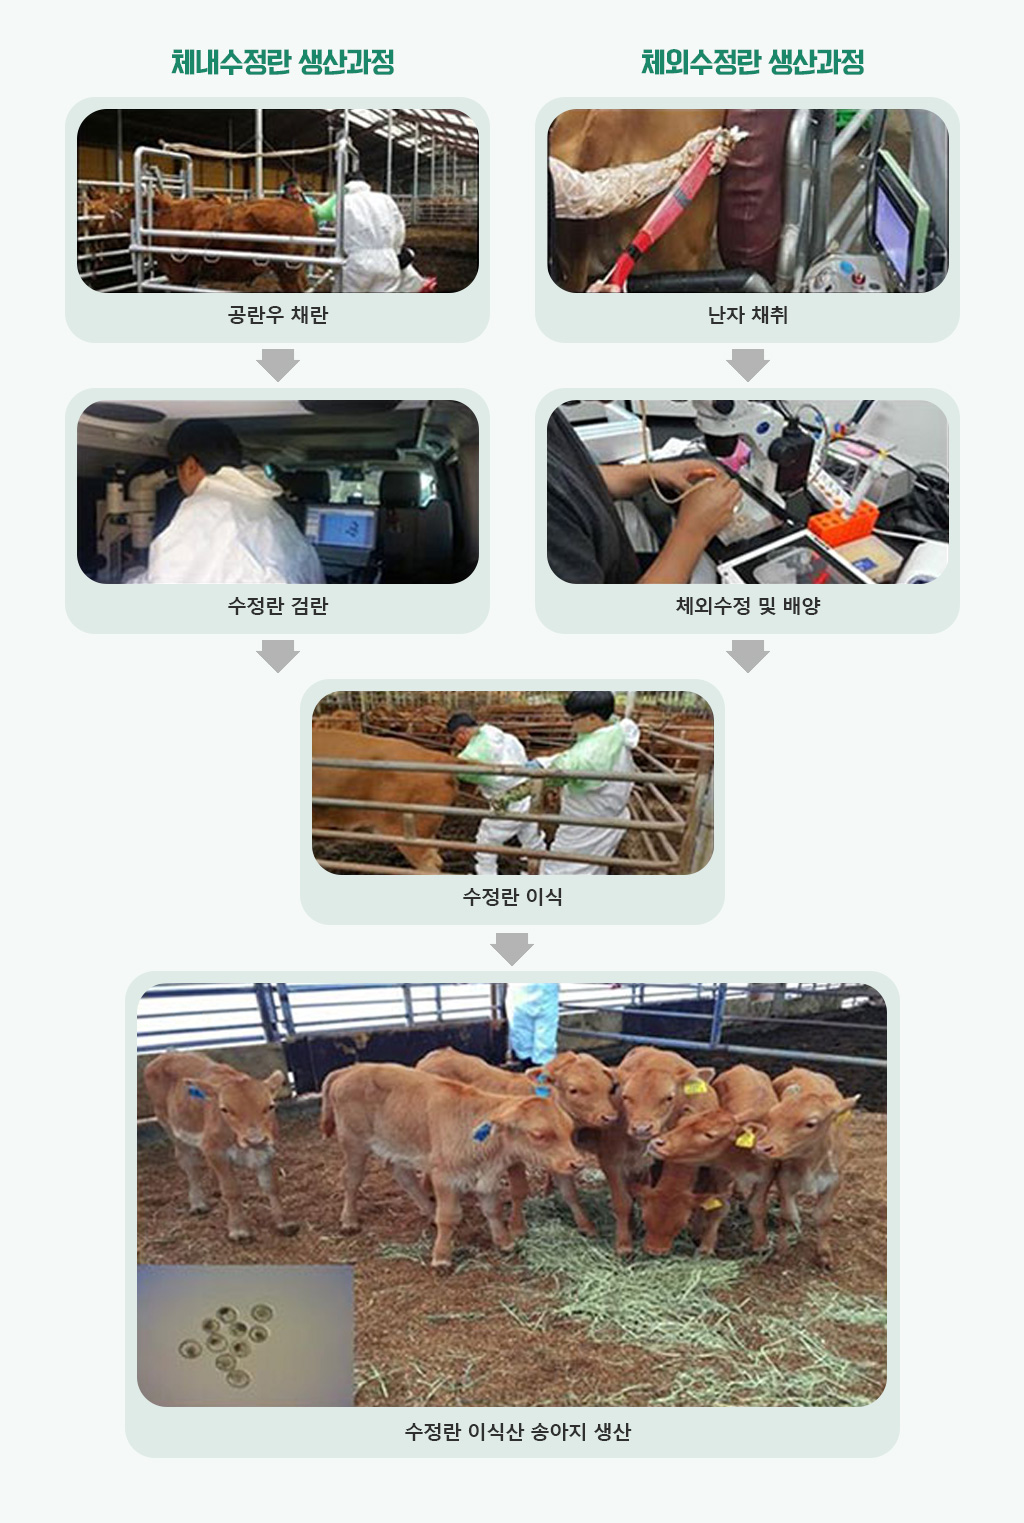 체내수정란 생산과정
체외수정란 생산과정
공란우 채란
난자 채취
수정란 검란
체외수정 및 배양
수정란 이식
수정란 이식산 송아지 생산